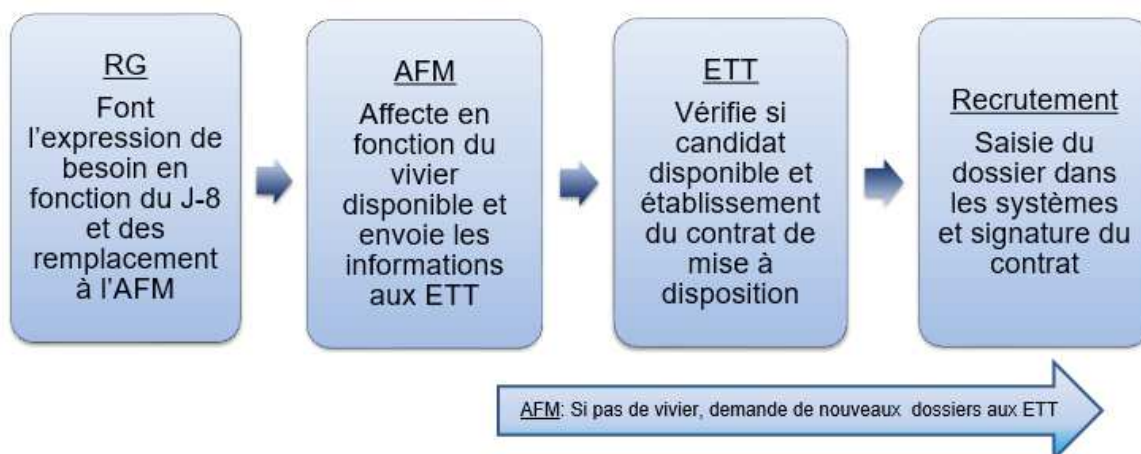 RG
Font
l'expression de
besoin en
fonction du J-8
et des
remplacement
à l'AFM
AFM
Affecte en
fonction du
vivier
disponible et
envoie les
informations
aux ETT
ETT
Vérifie si
candidat
disponible et
établissement
du contrat de
mise à
disposition
Recrutement
Saisie du
dossier dans
les systèmes
et signature du
contrat
AFM: Si pas de vivier, demande de nouveaux dossiers aux ETT